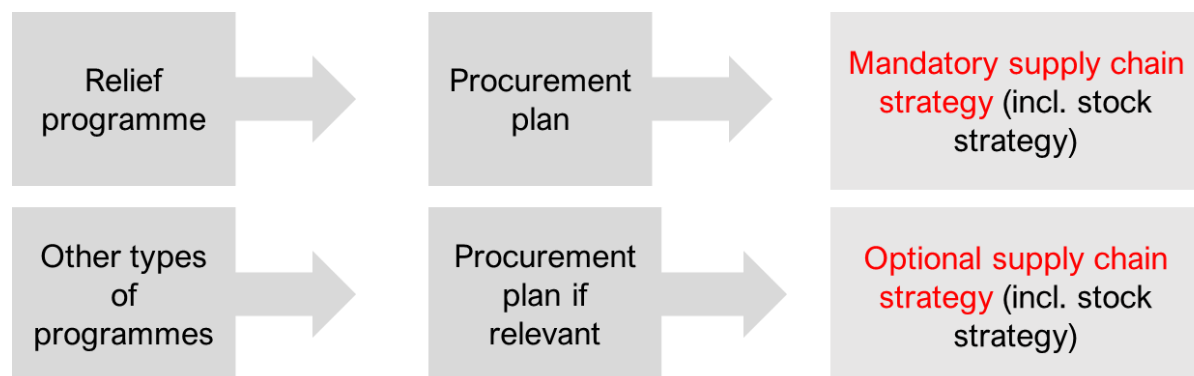 Relief
programme
Procurement
plan
Mandatory supply chain
strategy (incl. stock
strategy)
Other types
of
programmes
Procurement
plan if
relevant
Optional supply chain
strategy (incl. stock
strategy)